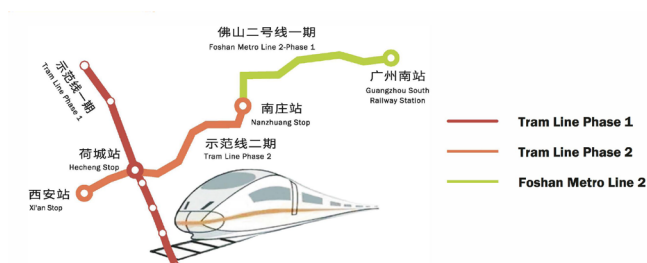 佛山二号线一期
Foshan Metro Line 2-Phase 1
示范线一期
Tram Line Phase 1
广州南站
Guangzhou South
Railway Station
南庄站
Nanzhuang Stop
示范线二期
Tram Line Phase 2
荷城站
Hecheng Stop
西安站
Xi'an Stop
Tram Line Phase 1
Tram Line Phase 2
Foshan Metro Line 2